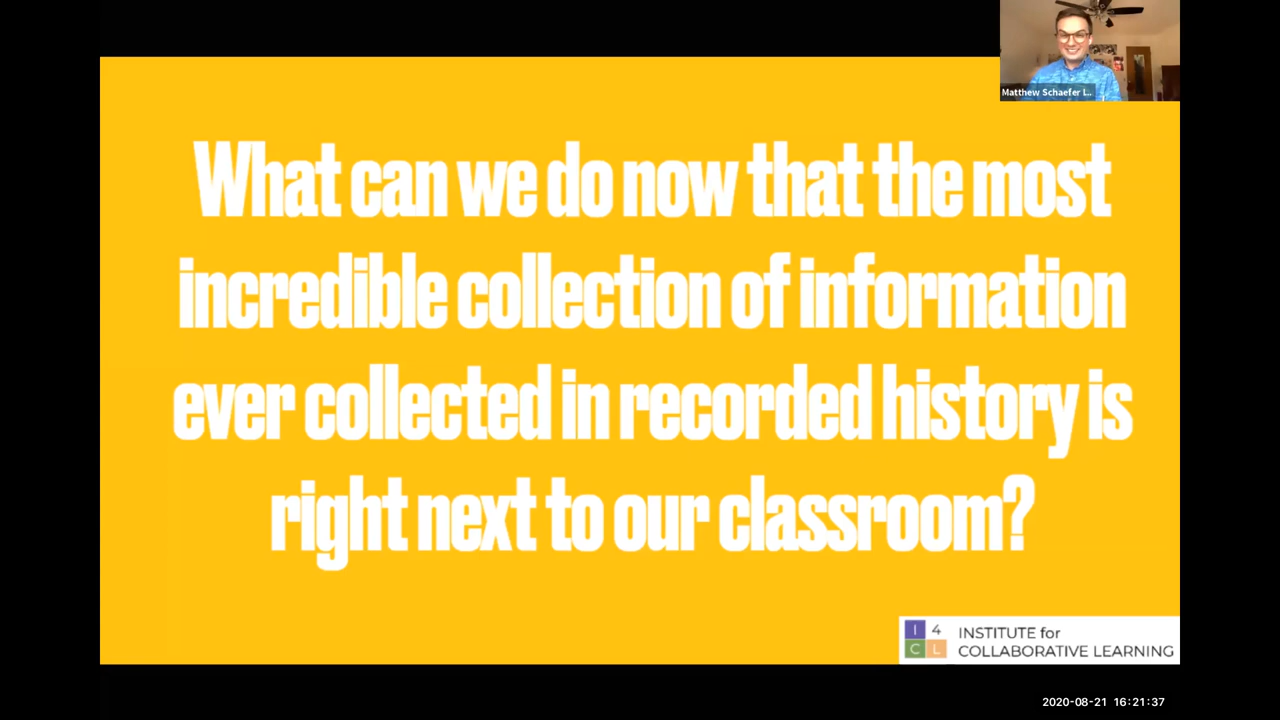 Matthew Schaefer L..
What can we do now that the most
incredible collection of information
ever collected in recorded history is
right next to our classroom?
I 4
C L
INSTITUTE for
COLLABORATIVE LEARNING
2020-08-21 16:21:37